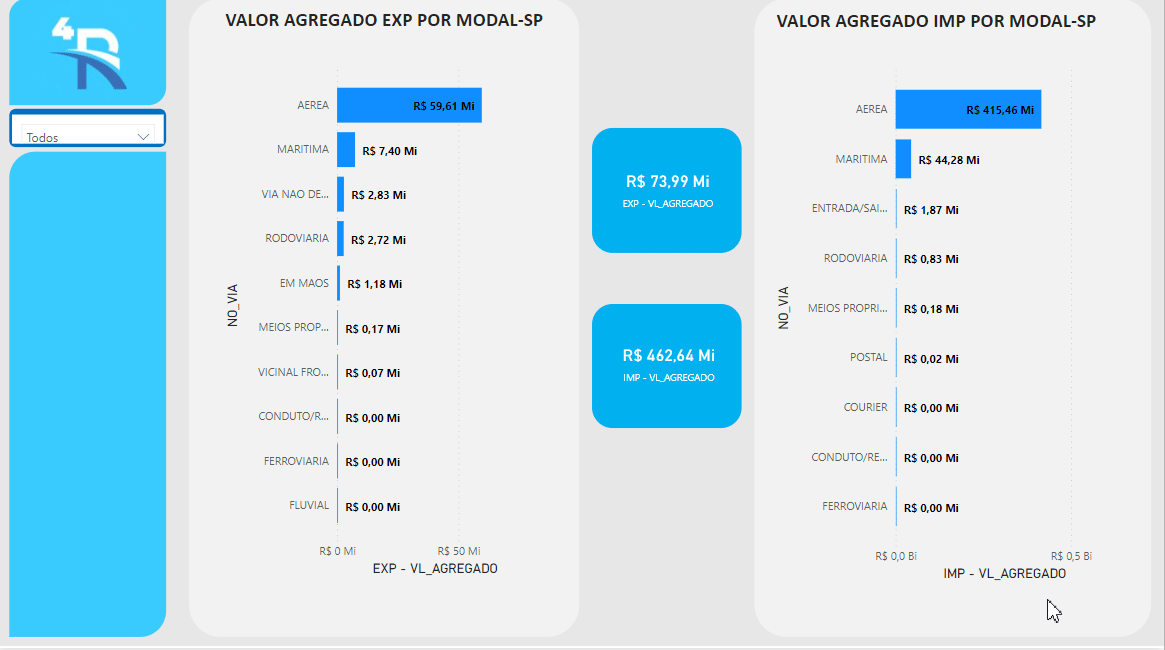 4R
Todos
VALOR AGREGADO EXP POR MODAL-SP
NO_VIA
AEREA R$ 59,61 Mi
MARITIMA R$ 7,40 Mi
VIA NAO DE... R$ 2,83 Mi
RODOVIARIA R$ 2,72 Mi
EM MAOS R$ 1,18 Mi
MEIOS PROP... R$ 0,17 Mi
VICINAL FRO... R$ 0,07 Mi
CONDUTO/R... R$ 0,00 Mi
FERROVIARIA R$ 0,00 Mi
FLUVIAL R$ 0,00 Mi
R$ 0 Mi R$ 50 Mi
EXP - VL_AGREGADO
R$ 73,99 Mi
EXP - VL_AGREGADO
R$ 462,64 Mi
IMP - VL_AGREGADO
VALOR AGREGADO IMP POR MODAL-SP
NO_VIA
AEREA R$ 415,46 Mi
MARITIMA R$ 44,28 Mi
ENTRADA/SAI... R$ 1,87 Mi
RODOVIARIA R$ 0,83 Mi
MEIOS PROPRI... R$ 0,18 Mi
POSTAL R$ 0,02 Mi
COURIER R$ 0,00 Mi
CONDUTO/RE... R$ 0,00 Mi
FERROVIARIA R$ 0,00 Mi
R$ 0,0 Bi R$ 0,5 Bi
IMP - VL_AGREGADO